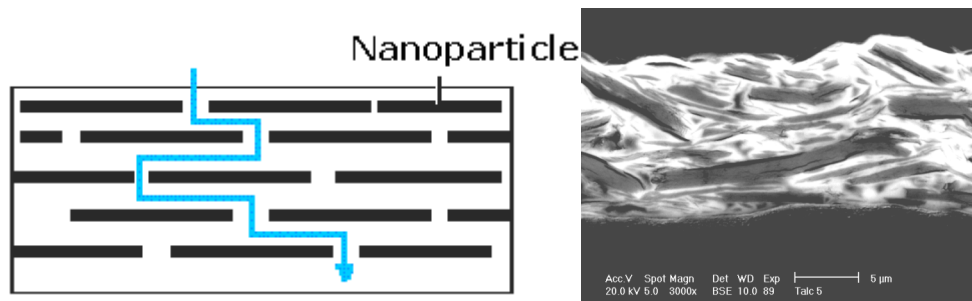 Nanoparticle
Acc.V Spot Magn Det WD Exp
20.0 kV 5.0 3000x BSE 10.0 89 Talc 5
5 µm